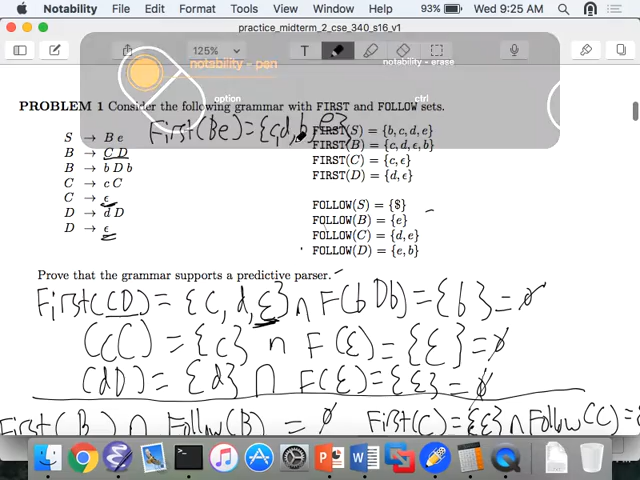 Notability File Edit View Window Help 93% Wed 9:25 AM
practice_midterm_2_cse_340_s16_v1
125%
notability - pen
notability - erase
option
ctrl
PROBLEM 1 Consider the following grammar with FIRST and FOLLOW sets.
First(Be) = {c,d,b,e}
S → B e
B → C D
B → b D b
C → c C
C → ϵ
D → d D
D → ϵ
FIRST(S) = {b, c, d, e}
FIRST(B) = {c, d, ϵ, b}
FIRST(C) = {c, ϵ}
FIRST(D) = {d, ϵ}
FOLLOW(S) = {$}
FOLLOW(B) = {e}
FOLLOW(C) = {d, e}
FOLLOW(D) = {e, b}
Prove that the grammar supports a predictive parser.
First(CD) = {c, d, ε} ∩ F(bDb) = {b} = ∅
(cC) = {c} ∩ F(ε) = {ε} = ∅
(dD) = {d} ∩ F(ε) = {ε} = ∅
First(B) ∩ Follow(B) = ∅
First(C) = {ε} ∩ Follow(C) = {